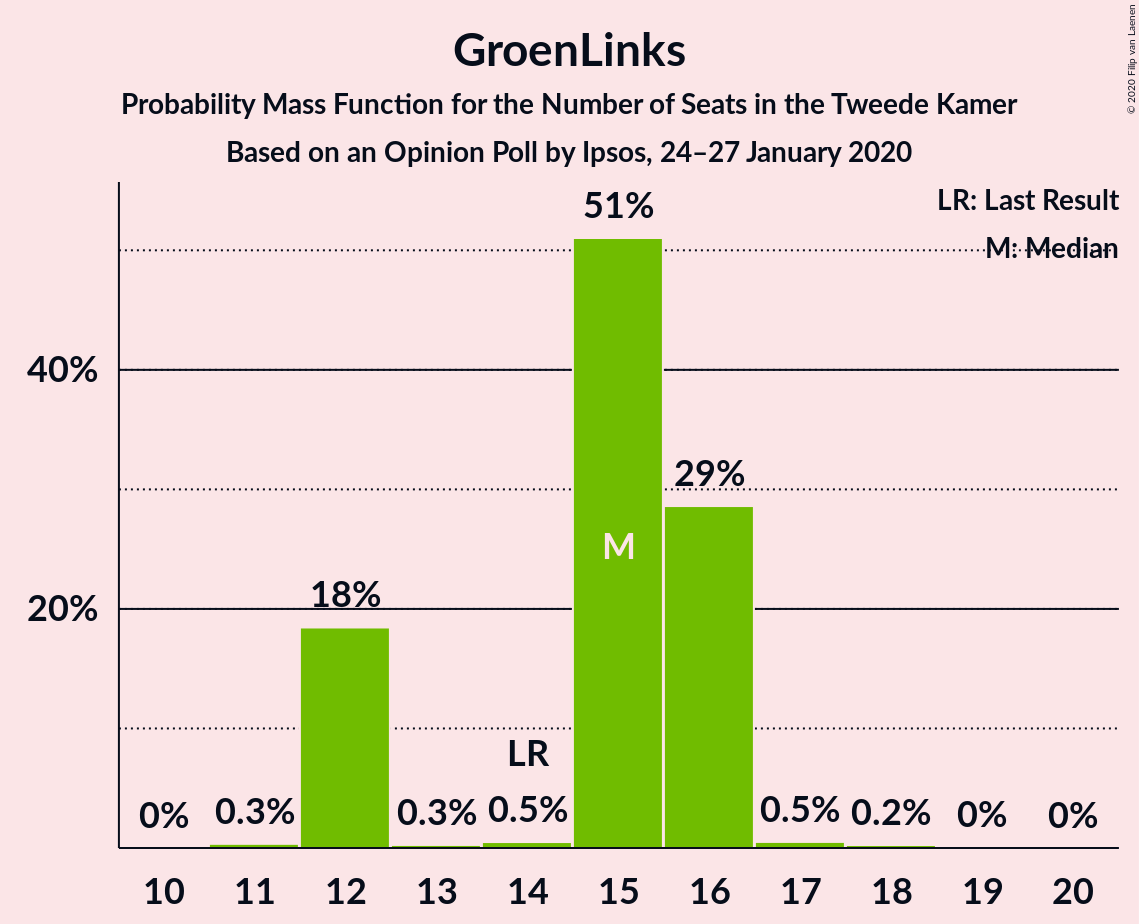 GroenLinks
Probability Mass Function for the Number of Seats in the Tweede Kamer
Based on an Opinion Poll by Ipsos, 24–27 January 2020
© 2020 Filip van Laenen
LR: Last Result
M: Median
51%
40%
29%
M
20%
18%
LR
0% 0.3% 0.3% 0.5% 0.5% 0.2% 0% 0%
10 11 12 13 14 15 16 17 18 19 20